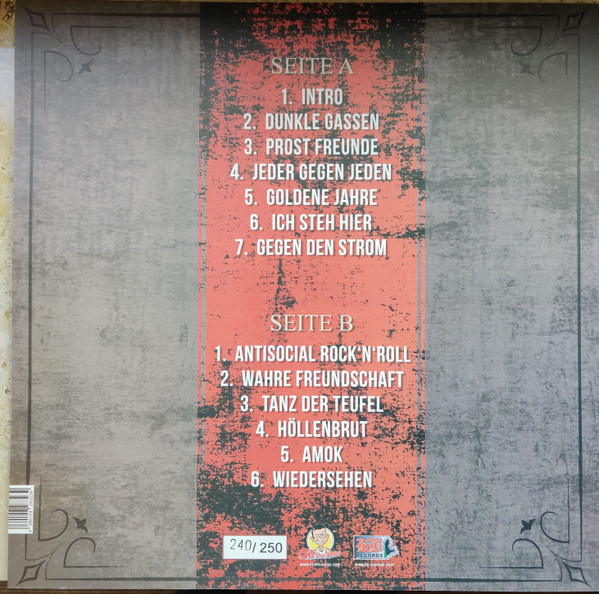 SEITE A
1. INTRO
2. DUNKLE GASSEN
3. PROST FREUNDE
4. JEDER GEGEN JEDEN
5. GOLDENE JAHRE
6. ICH STEH HIER
7. GEGEN DEN STROM
SEITE B
1. ANTISOCIAL ROCK'N'ROLL
2. WAHRE FREUNDSCHAFT
3. TANZ DER TEUFEL
4. HÖLLENBRUT
5. AMOK
6. WIEDERSEHEN
240/250
RECORDS